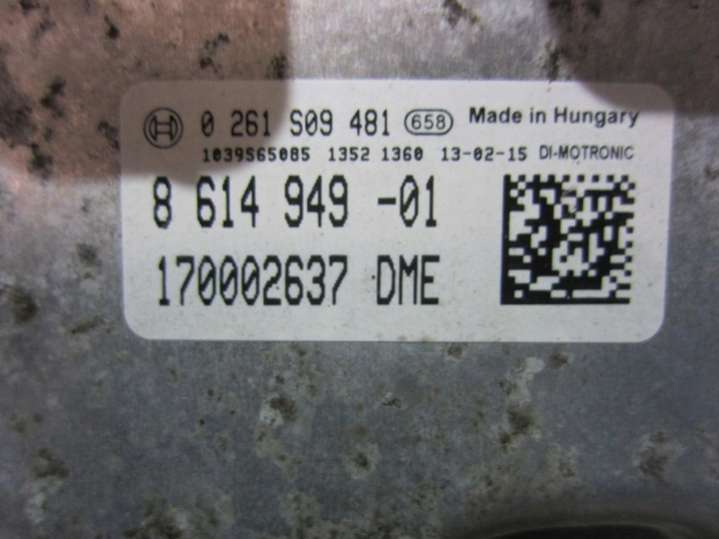 0 261 S09 481 658 Made in Hungary
1039S65085 1352 1360 13-02-15 DI-MOTRONIC
8 614 949 -01
170002637 DME